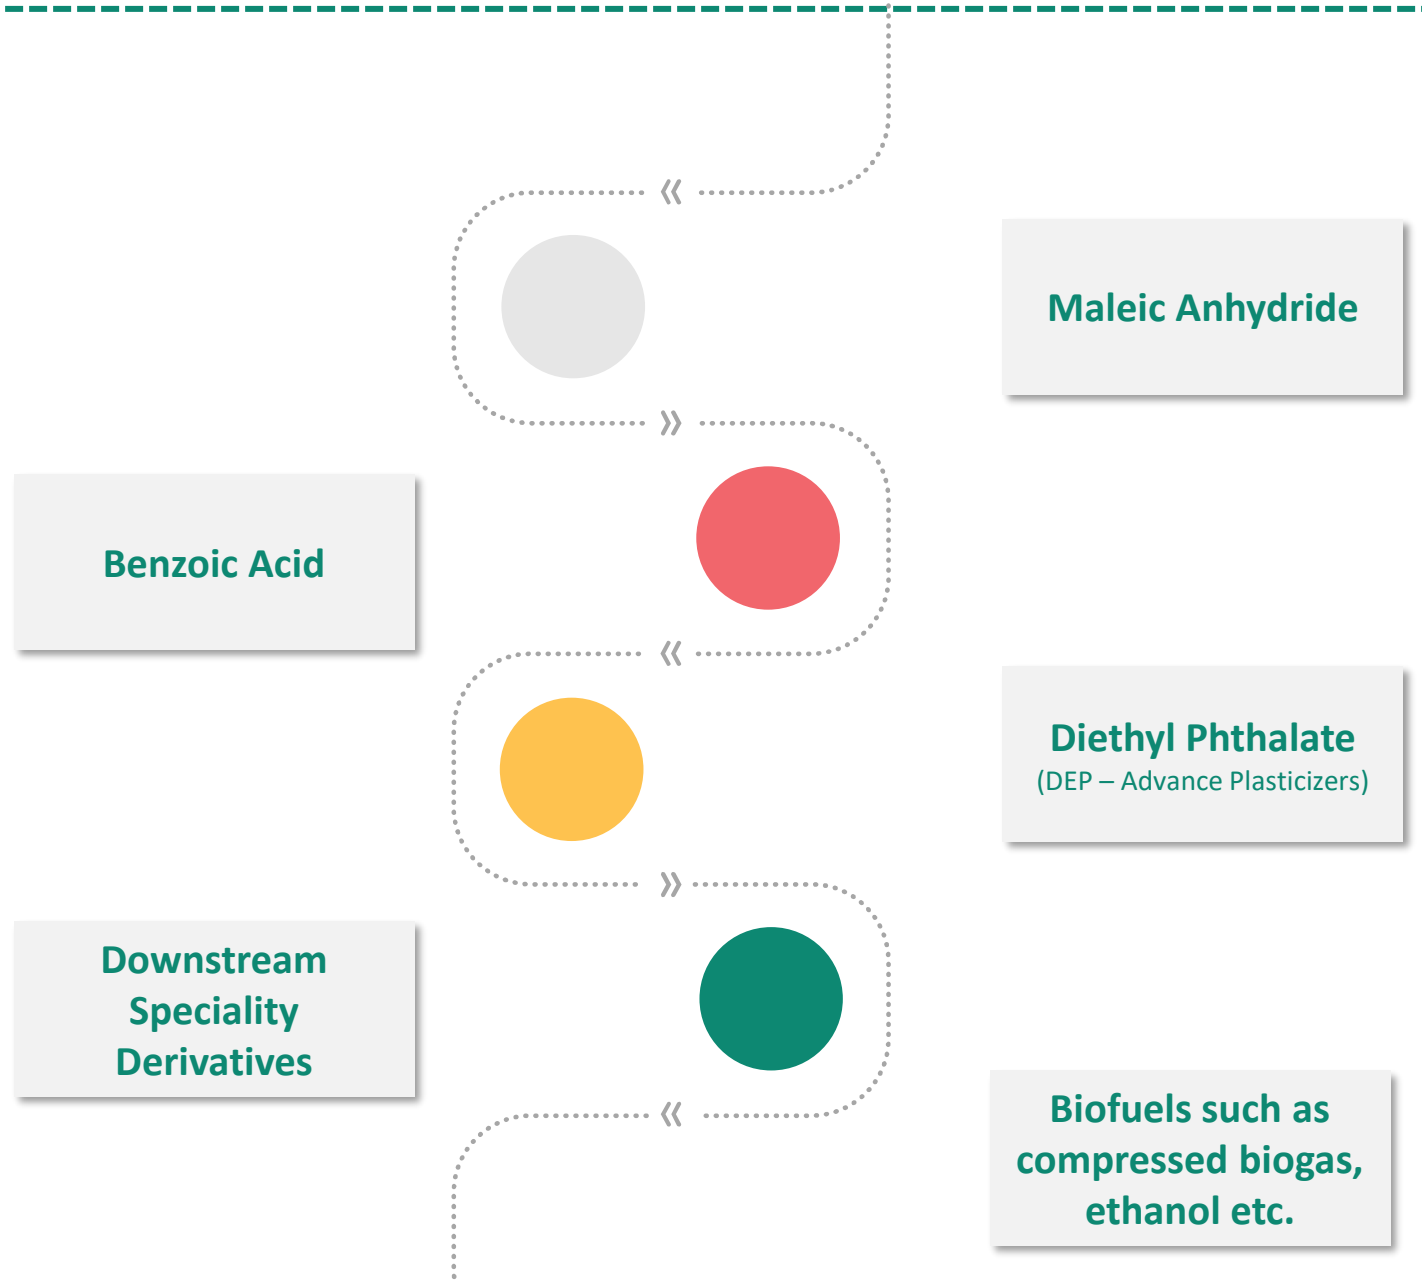 Maleic Anhydride
Benzoic Acid
Diethyl Phthalate
(DEP – Advance Plasticizers)
Downstream
Speciality
Derivatives
Biofuels such as
compressed biogas,
ethanol etc.